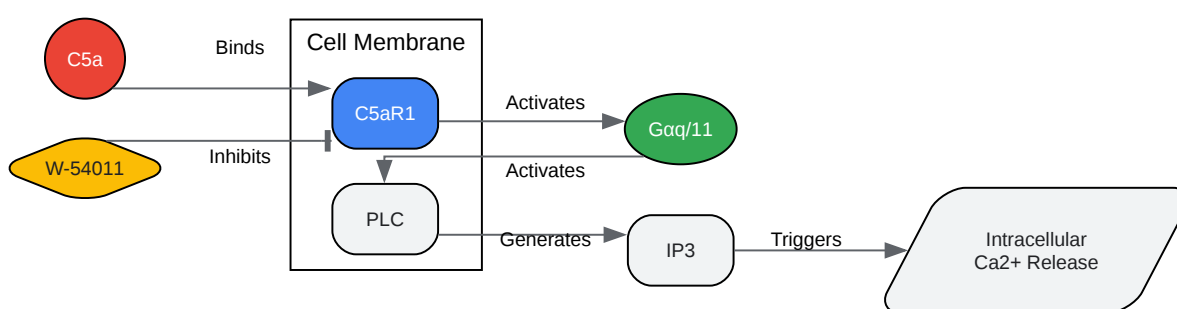 C5a
Binds
Cell Membrane
C5aR1
Activates
Gαq/11
W-54011
Inhibits
Activates
PLC
Generates
IP3
Triggers
Intracellular
Ca2+ Release